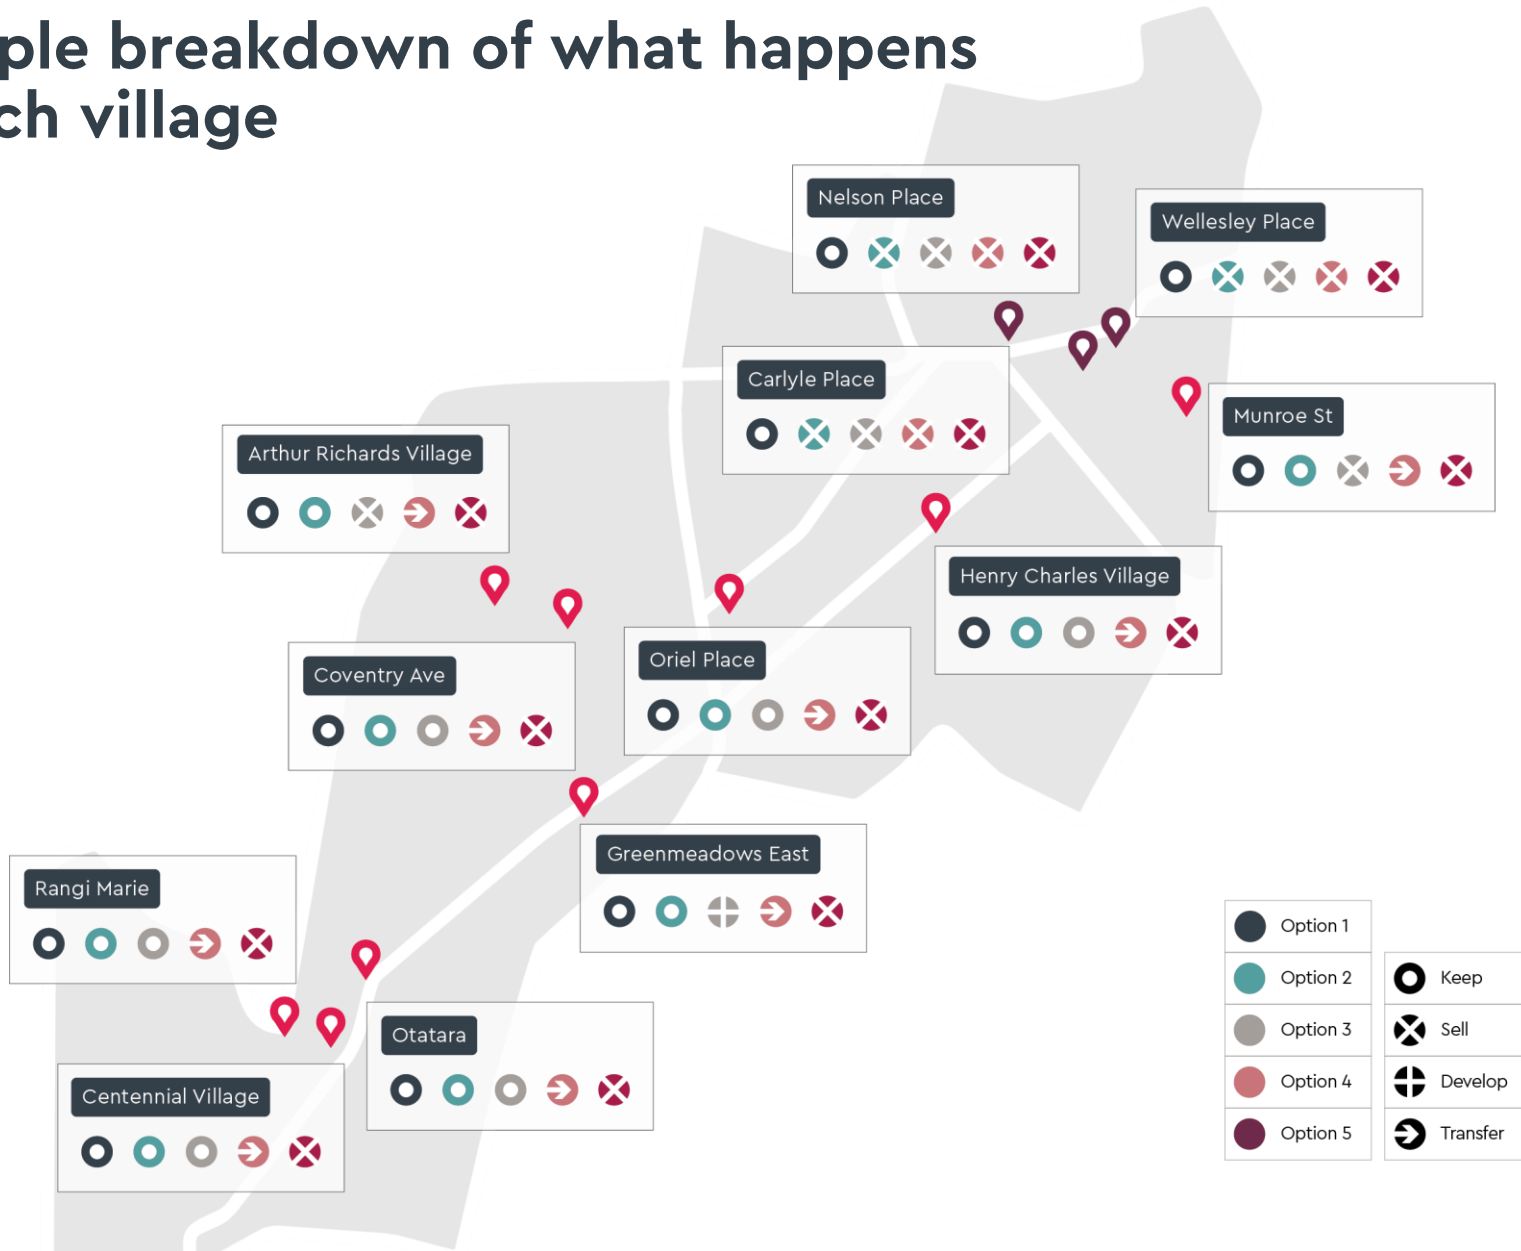 ple breakdown of what happens
ch village
Nelson Place
Wellesley Place
Carlyle Place
Munroe St
Arthur Richards Village
Henry Charles Village
Oriel Place
Coventry Ave
Greenmeadows East
Rangi Marie
Otatara
Centennial Village
Option 1
Option 2
Keep
Option 3
Sell
Option 4
Develop
Option 5
Transfer